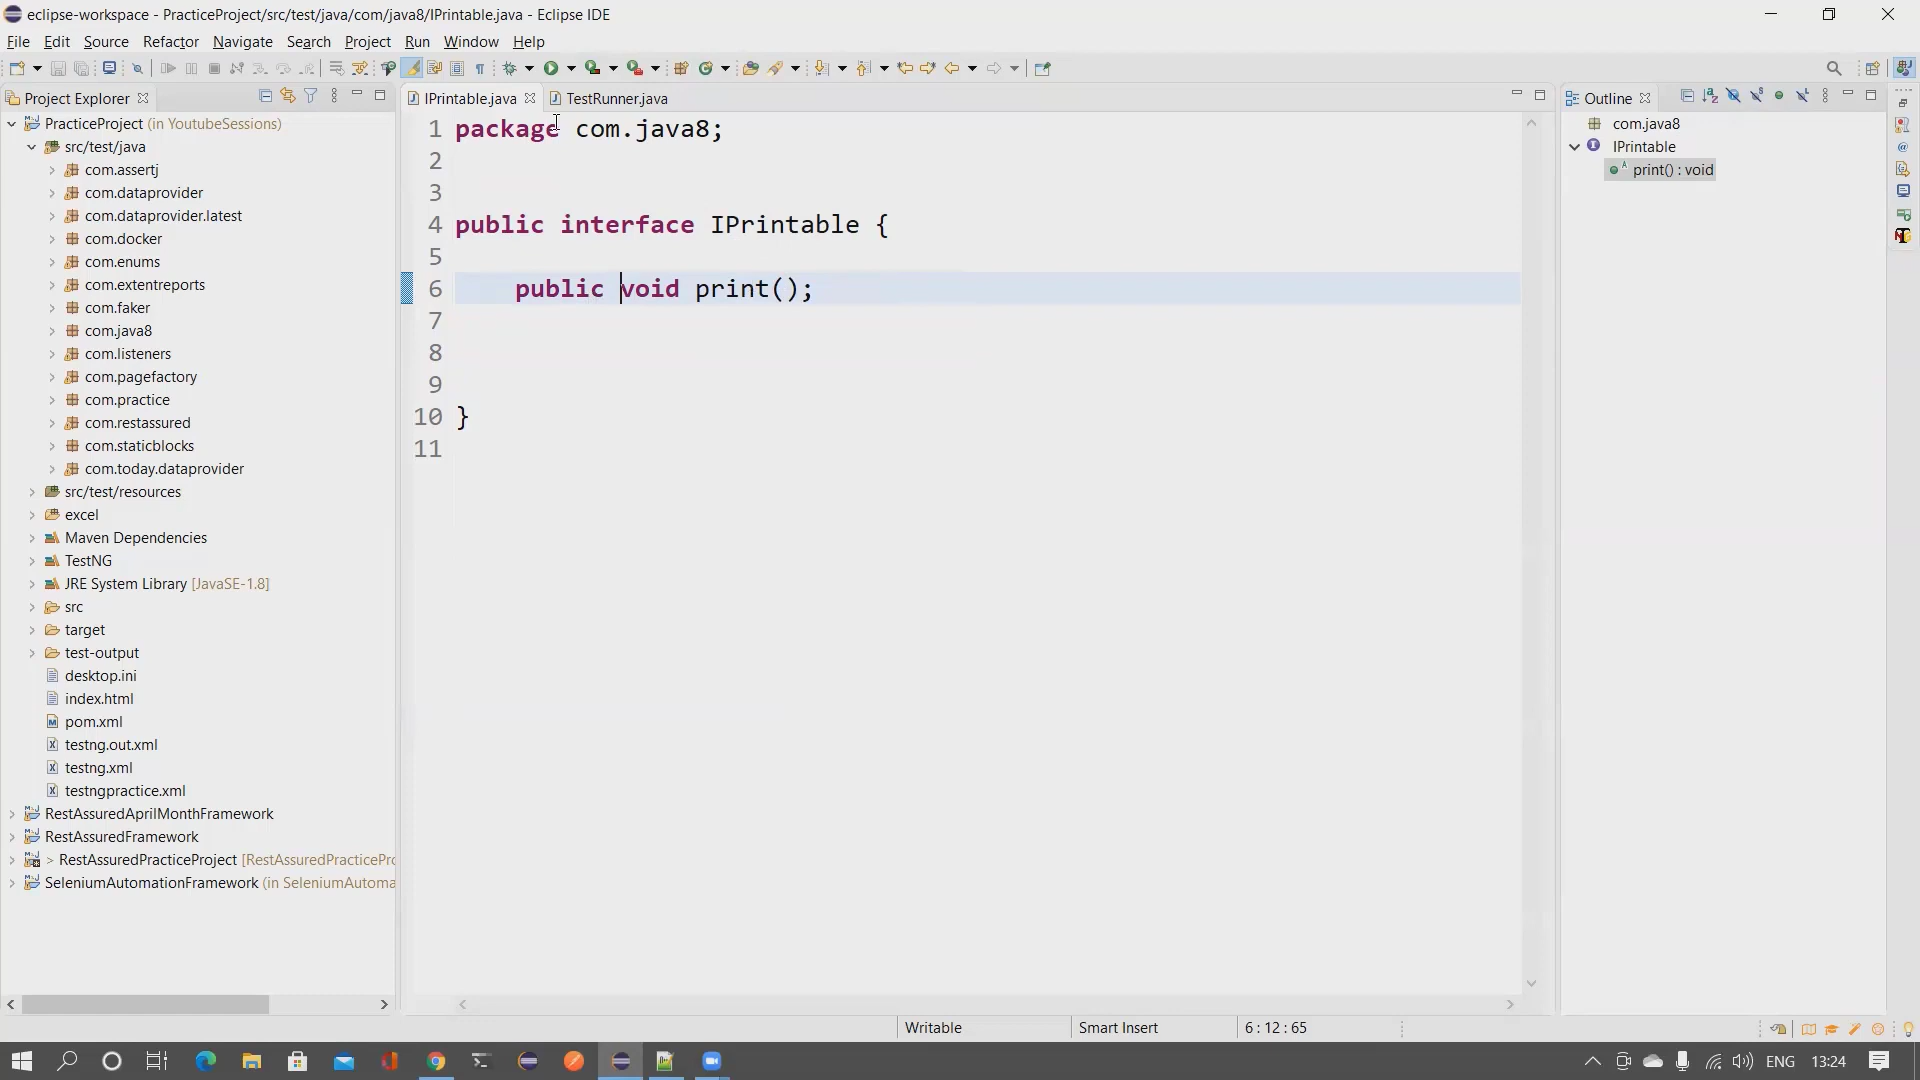 eclipse-workspace - PracticeProject/src/test/java/com/java8/IPrintable.java - Eclipse IDE
File Edit Source Refactor Navigate Search Project Run Window Help
Project Explorer
PracticeProject (in YoutubeSessions)
src/test/java
com.assertj
com.dataprovider
com.dataprovider.latest
com.docker
com.enums
com.extentreports
com.faker
com.java8
com.listeners
com.pagefactory
com.practice
com.restassured
com.staticblocks
com.today.dataprovider
src/test/resources
excel
Maven Dependencies
TestNG
JRE System Library [JavaSE-1.8]
src
target
test-output
desktop.ini
index.html
pom.xml
testng.out.xml
testng.xml
testngpractice.xml
RestAssuredAprilMonthFramework
RestAssuredFramework
> RestAssuredPracticeProject [RestAssuredPracticePrc
SeleniumAutomationFramework (in SeleniumAutoma
IPrintable.java TestRunner.java
1 package com.java8;
2
3
4 public interface IPrintable {
5
6 public void print();
7
8
9
10 }
11
Outline
com.java8
IPrintable
print() : void
Writable Smart Insert 6 : 12 : 65
ENG 13:24